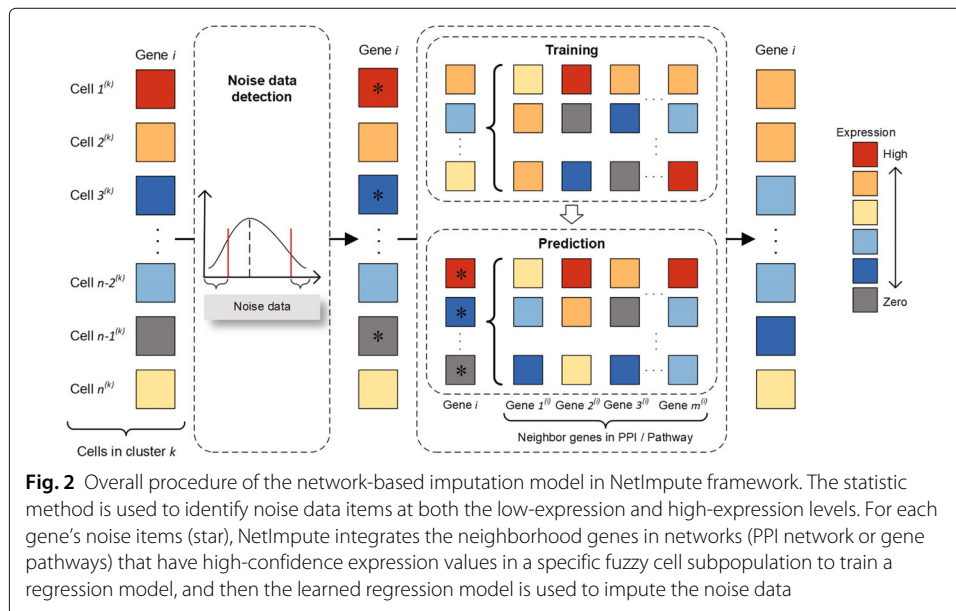 Gene i
Cell 1(k)
Cell 2(k)
Cell 3(k)
Cell n-2(k)
Cell n-1(k)
Cell n(k)
Cells in cluster k
Noise data
detection
Noise data
Gene i
*
*
*
Training
Prediction
*
*
*
Gene i
Gene 1(i)
Gene 2(i)
Gene 3(i)
Gene m(i)
Neighbor genes in PPI / Pathway
Gene i
Expression
High
Zero
Fig. 2 Overall procedure of the network-based imputation model in NetImpute framework. The statistic
method is used to identify noise data items at both the low-expression and high-expression levels. For each
gene's noise items (star), NetImpute integrates the neighborhood genes in networks (PPI network or gene
pathways) that have high-confidence expression values in a specific fuzzy cell subpopulation to train a
regression model, and then the learned regression model is used to impute the noise data